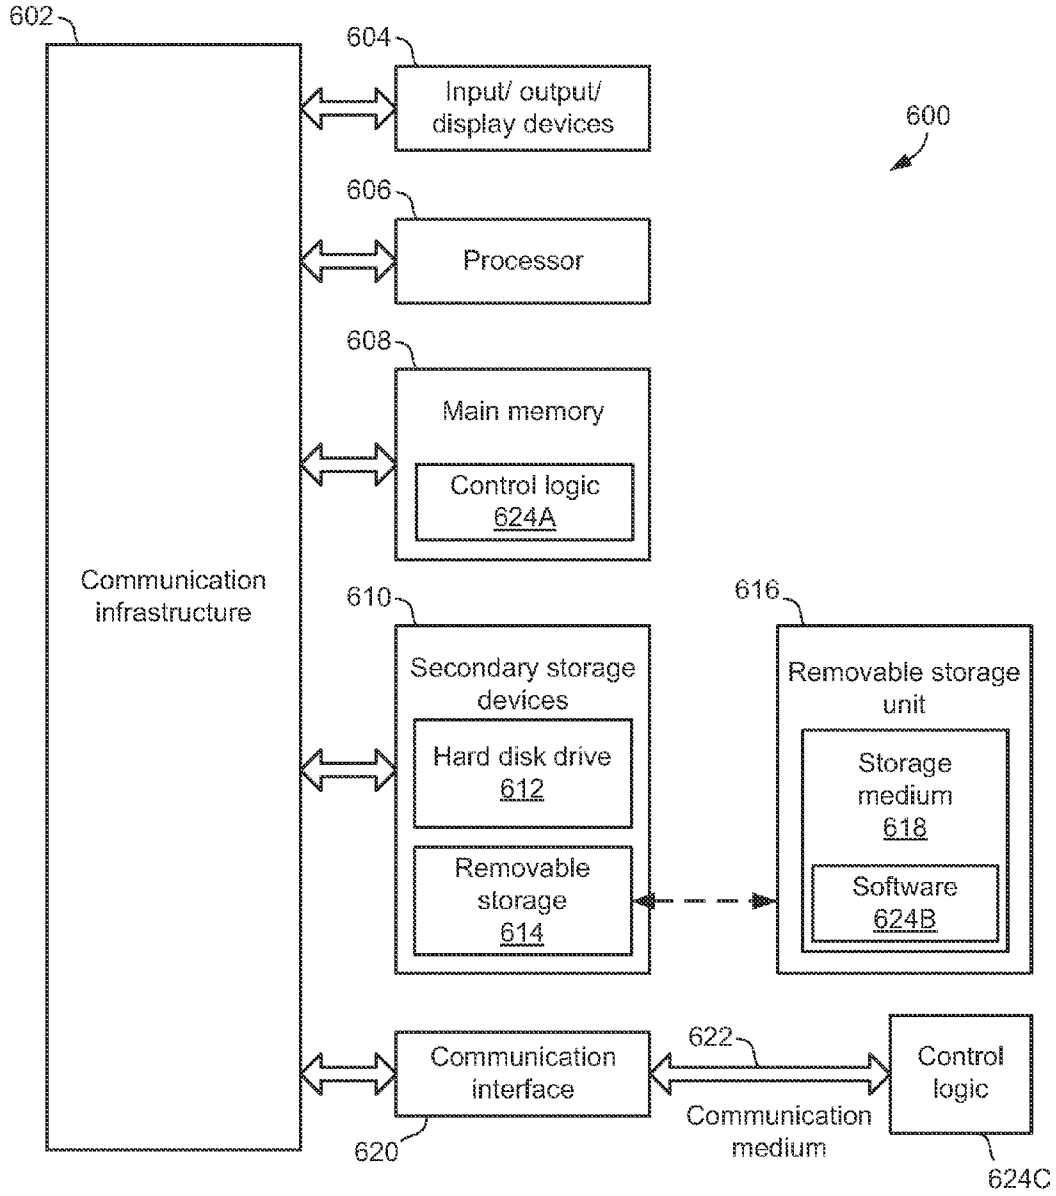 602
604
Input/ output/
display devices
600
606
Processor
608
Main memory
Control logic
624A
Communication
infrastructure
610
Secondary storage
devices
Hard disk drive
612
Removable
storage
614
616
Removable storage
unit
Storage
medium
618
Software
624B
Communication
interface
620
622
Communication
medium
Control
logic
624C